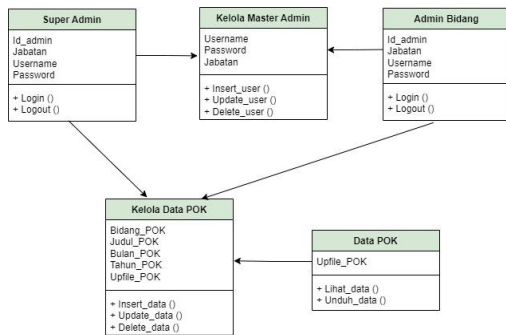 Super Admin
Id_admin
Jabatan
Username
Password
+ Login ()
+ Logout ()
Kelola Master Admin
Username
Password
Jabatan
+ Insert_user ()
+ Update_user ()
+ Delete_user ()
Admin Bidang
Id_admin
Jabatan
Username
Password
+ Login ()
+ Logout ()
Kelola Data POK
Bidang_POK
Judul_POK
Bulan_POK
Tahun_POK
Upfile_POK
+ Insert_data ()
+ Update_data ()
+ Delete_data ()
Data POK
Upfile_POK
+ Lihat_data ()
+ Unduh_data ()